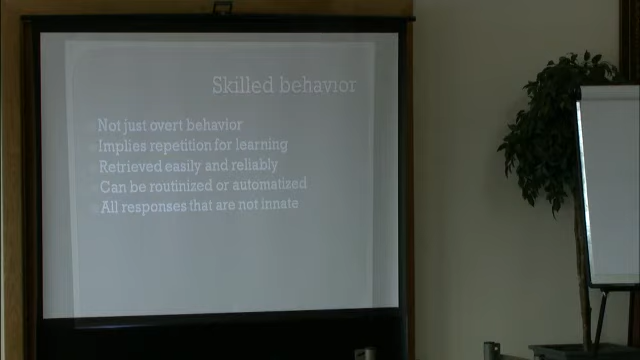 Skilled behavior
Not just overt behavior
Implies repetition for learning
Retrieved easily and reliably
Can be routinized or automatized
All responses that are not innate